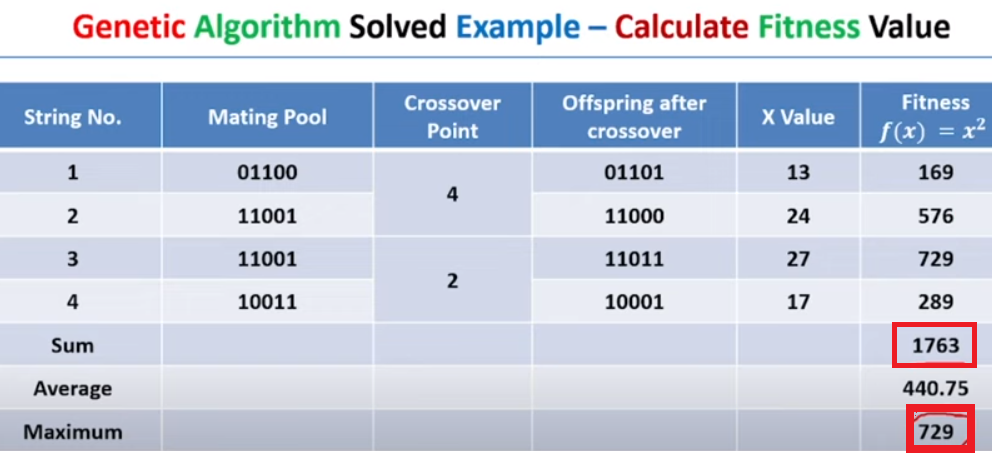 Genetic Algorithm Solved Example – Calculate Fitness Value
String No. Mating Pool Crossover Point Offspring after crossover X Value Fitness f(x) = x²
1 01100 4 01101 13 169
2 11001 11000 24 576
3 11001 2 11011 27 729
4 10011 10001 17 289
Sum 1763
Average 440.75
Maximum 729